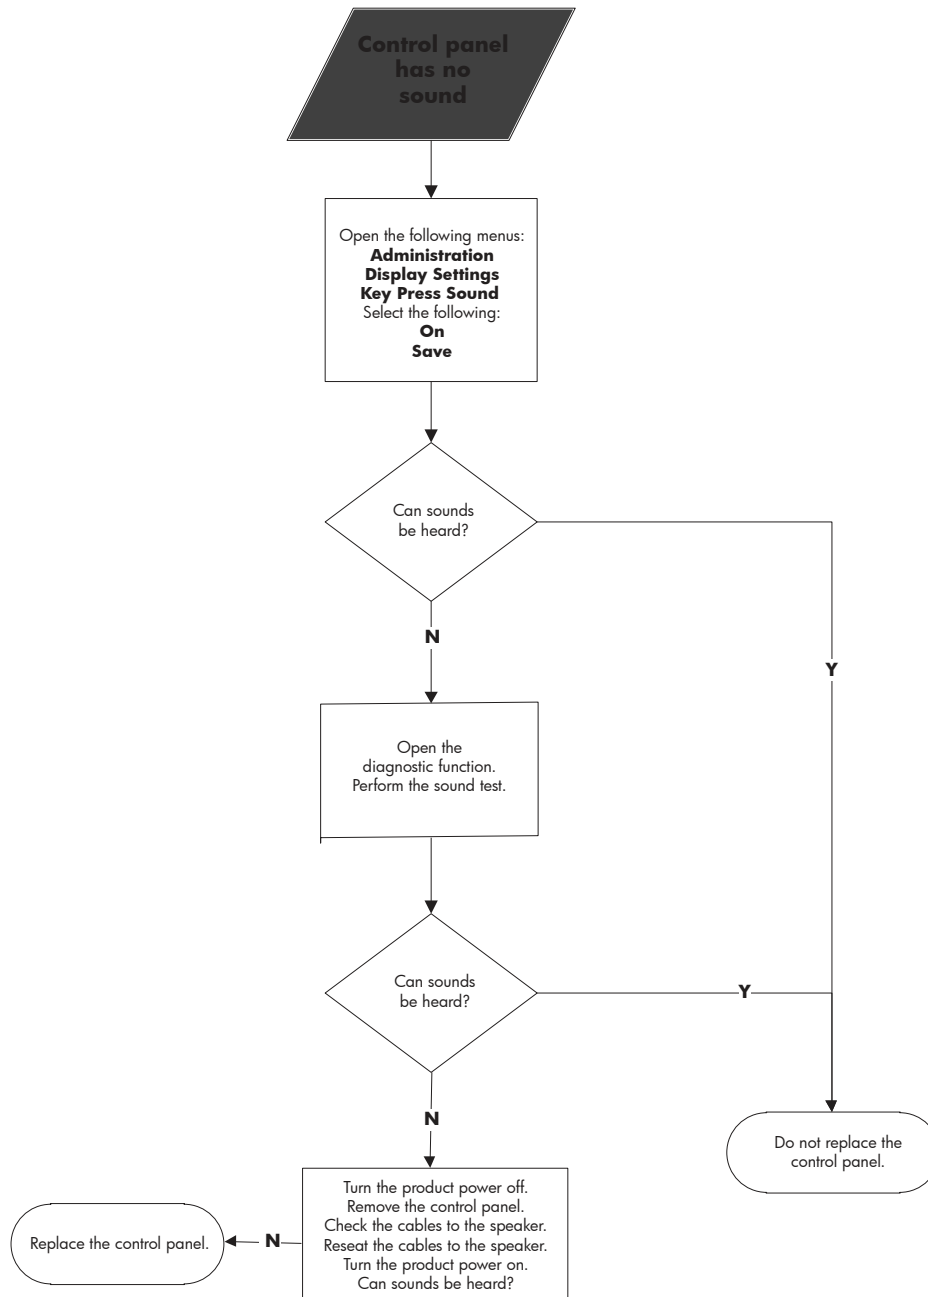 Control panel
has no
sound
Open the following menus:
Administration
Display Settings
Key Press Sound
Select the following:
On
Save
Can sounds
be heard?
N
Y
Open the
diagnostic function.
Perform the sound test.
Can sounds
be heard?
Y
N
Do not replace the
control panel.
Turn the product power off.
Remove the control panel.
Check the cables to the speaker.
Reseat the cables to the speaker.
Turn the product power on.
Can sounds be heard?
N
Replace the control panel.